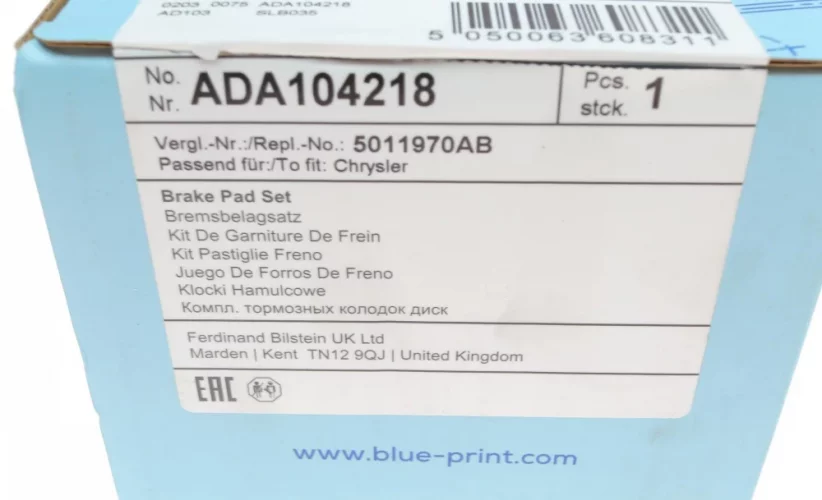 0203 0075 ADA104218
AD103 SLB035
5 050063 608311
No. Nr. ADA104218
Pcs. stck. 1
Vergl.-Nr.:/Repl.-No.: 5011970AB
Passend für:/To fit: Chrysler
Brake Pad Set
Bremsbelagsatz
Kit De Garniture De Frein
Kit Pastiglie Freno
Juego De Forros De Freno
Klocki Hamulcowe
Компл. тормозных колодок диск
Ferdinand Bilstein UK Ltd
Marden | Kent TN12 9QJ | United Kingdom
EAC
www.blue-print.com